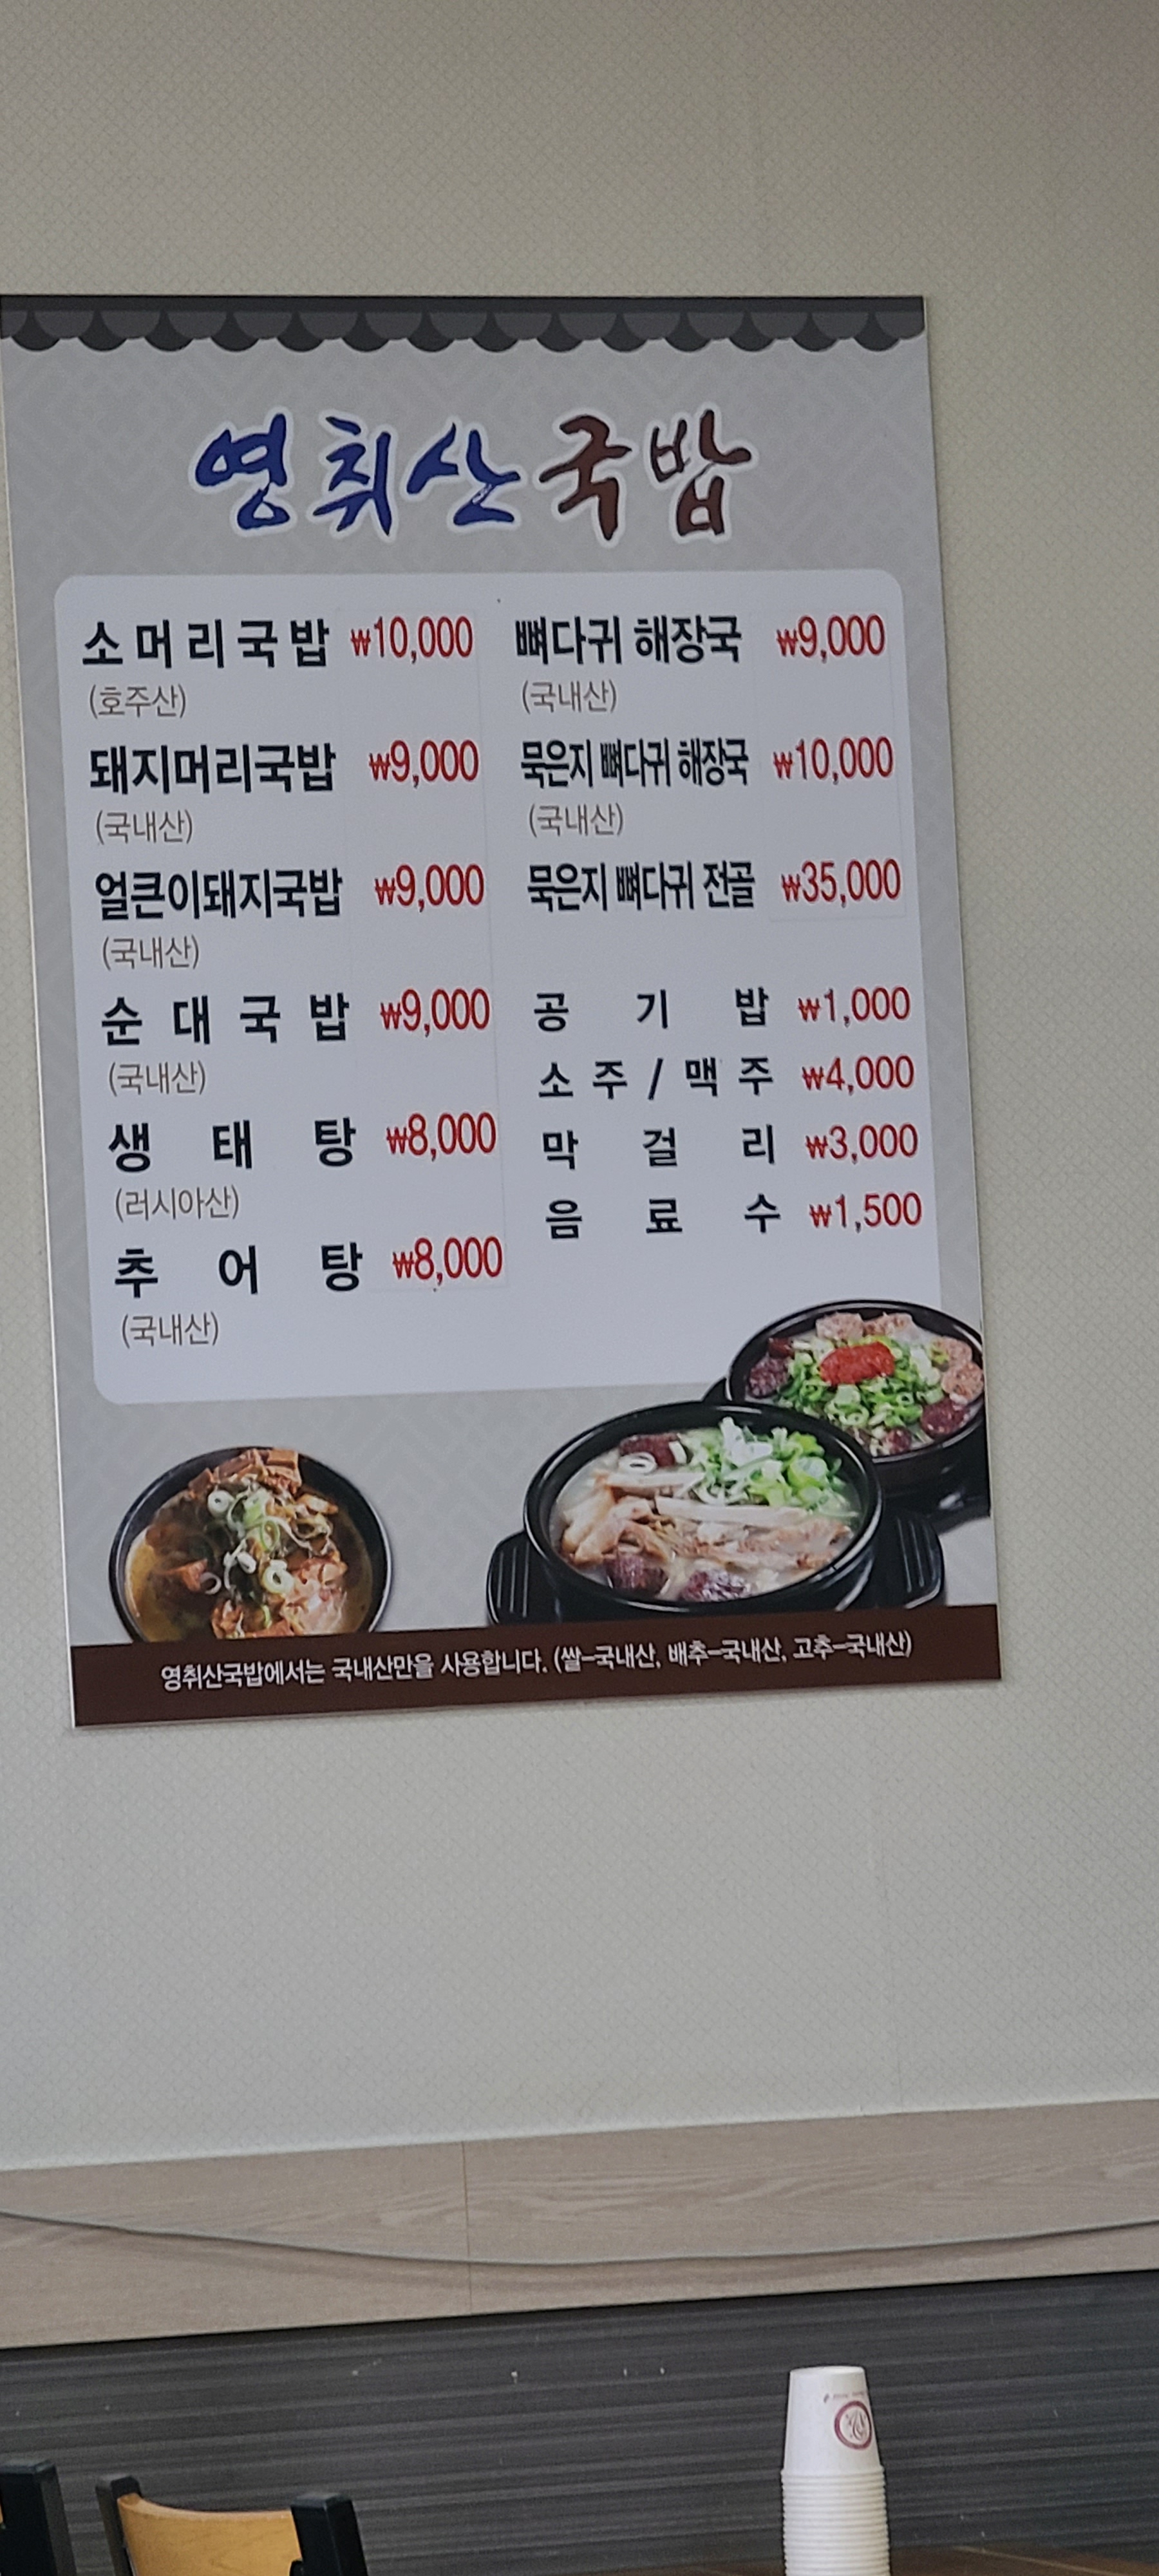 영취산국밥
소머리국밥 ₩10,000
(호주산)
돼지머리국밥 ₩9,000
(국내산)
얼큰이돼지국밥 ₩9,000
(국내산)
순대국밥 ₩9,000
(국내산)
생태탕 ₩8,000
(러시아산)
추어탕 ₩8,000
(국내산)
뼈다귀 해장국 ₩9,000
(국내산)
묵은지 뼈다귀 해장국 ₩10,000
(국내산)
묵은지 뼈다귀 전골 ₩35,000
공기밥 ₩1,000
소주/맥주 ₩4,000
막걸리 ₩3,000
음료수 ₩1,500
영취산국밥에서는 국내산만을 사용합니다. (쌀-국내산, 배추-국내산, 고추-국내산)